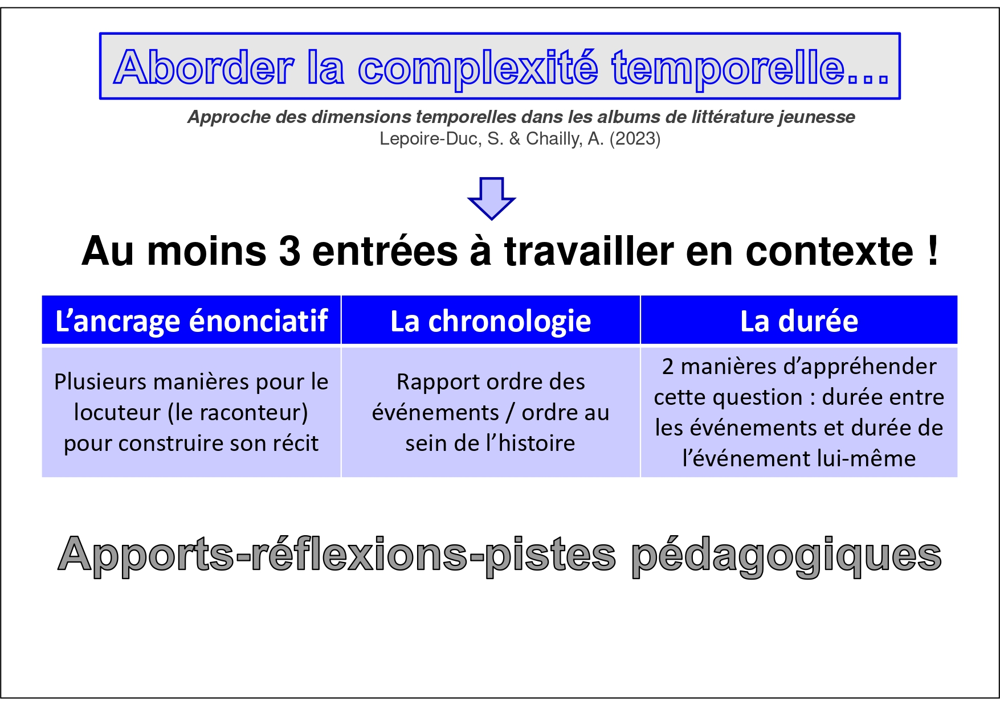 Aborder la complexité temporelle…
Approche des dimensions temporelles dans les albums de littérature jeunesse
Lepoire-Duc, S. & Chailly, A. (2023)
Au moins 3 entrées à travailler en contexte !
L’ancrage énonciatif
Plusieurs manières pour le
locuteur (le raconteur)
pour construire son récit
La chronologie
Rapport ordre des
événements / ordre au
sein de l’histoire
La durée
2 manières d’appréhender
cette question : durée entre
les événements et durée de
l’événement lui-même
Apports-réflexions-pistes pédagogiques